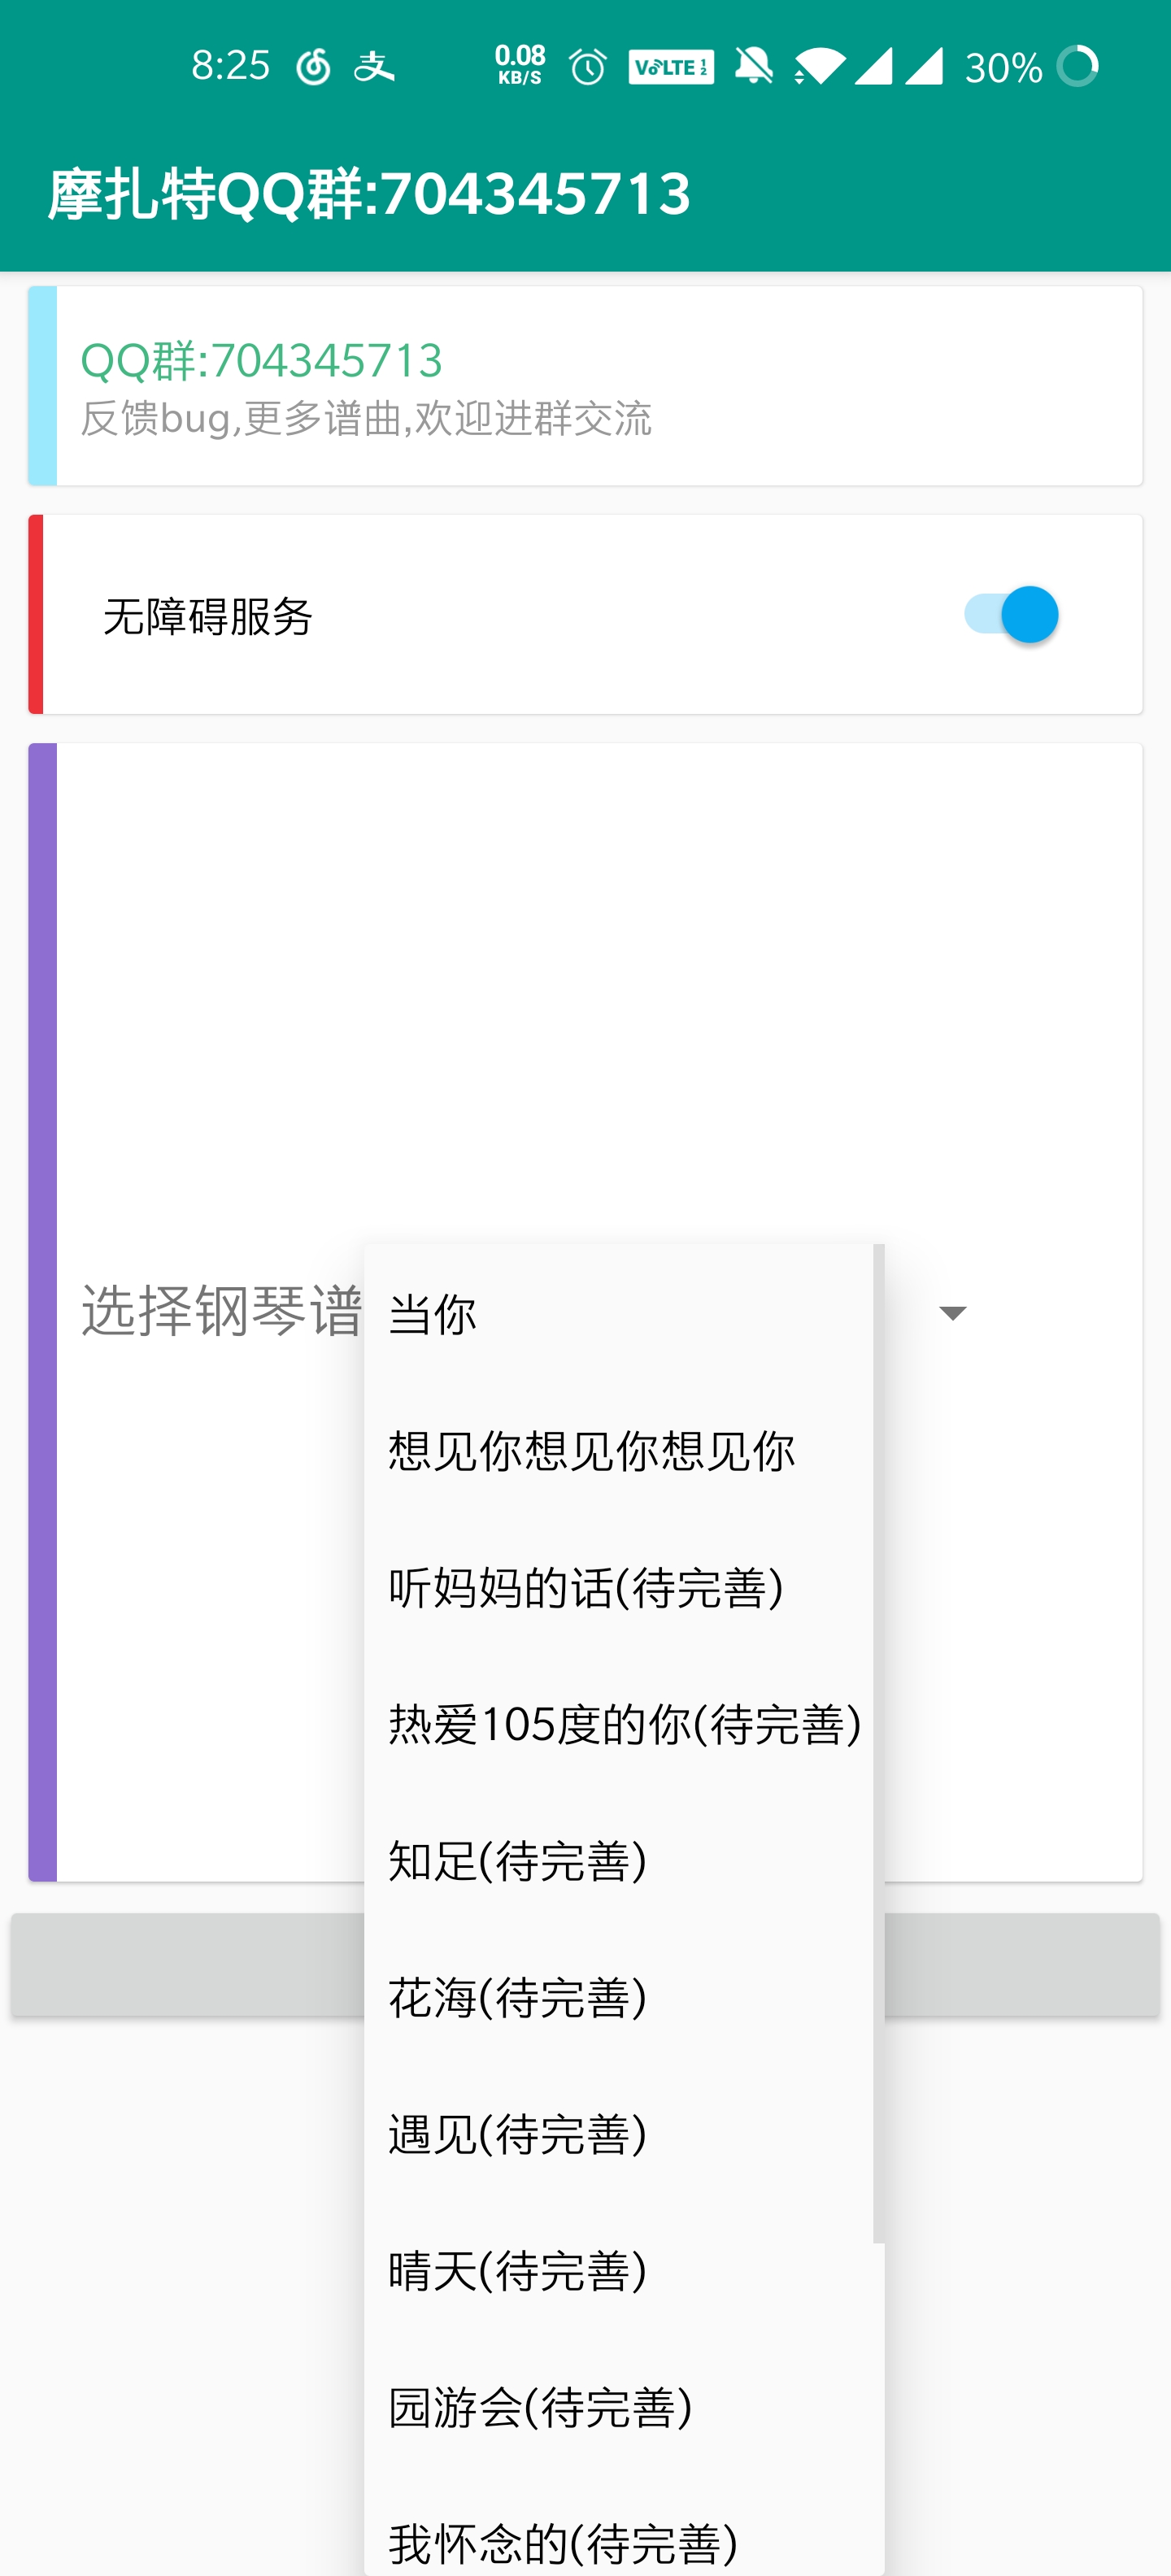 8:25 支 0.08 KB/S VoLTE 1 2 30%
摩扎特QQ群:704345713
QQ群:704345713
反馈bug,更多谱曲,欢迎进群交流
无障碍服务
选择钢琴谱
当你
想见你想见你想见你
听妈妈的话(待完善)
热爱105度的你(待完善)
知足(待完善)
花海(待完善)
遇见(待完善)
晴天(待完善)
园游会(待完善)
我怀念的(待完善)